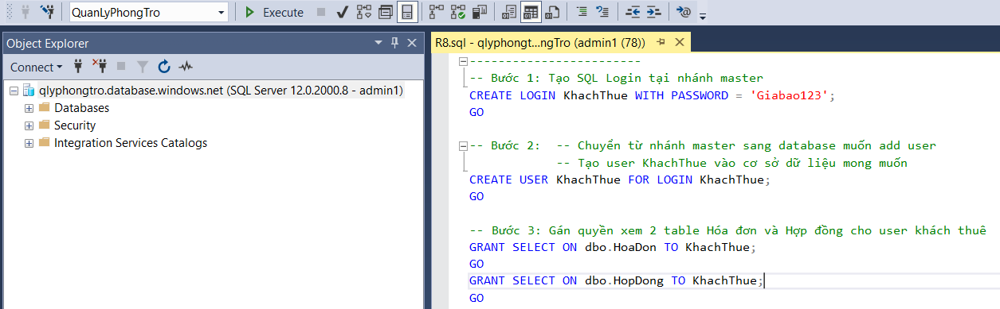 QuanLyPhongTro
Execute
Object Explorer
Connect
qlyphongtro.database.windows.net (SQL Server 12.0.2000.8 - admin1)
Databases
Security
Integration Services Catalogs
R8.sql - qlyphongt...ngTro (admin1 (78))
------------------------
-- Bước 1: Tạo SQL Login tại nhánh master
CREATE LOGIN KhachThue WITH PASSWORD = 'Giabao123';
GO
-- Bước 2:  -- Chuyển từ nhánh master sang database muốn add user
-- Tạo user KhachThue vào cơ sở dữ liệu mong muốn
CREATE USER KhachThue FOR LOGIN KhachThue;
GO
-- Bước 3: Gán quyền xem 2 table Hóa đơn và Hợp đồng cho user khách thuê
GRANT SELECT ON dbo.HoaDon TO KhachThue;
GO
GRANT SELECT ON dbo.HopDong TO KhachThue;
GO